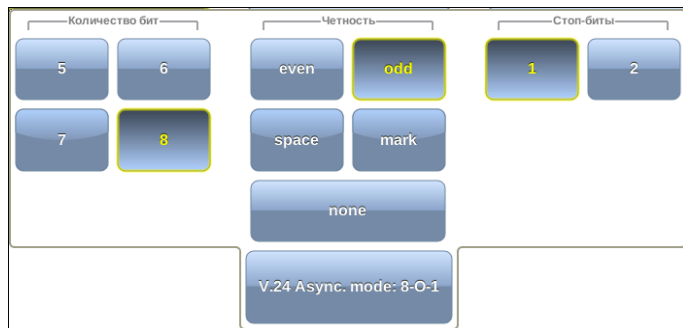 Количество бит Четность Стоп-биты
5 6 even odd 1 2
7 8 space mark
none
V.24 Async. mode: 8-O-1